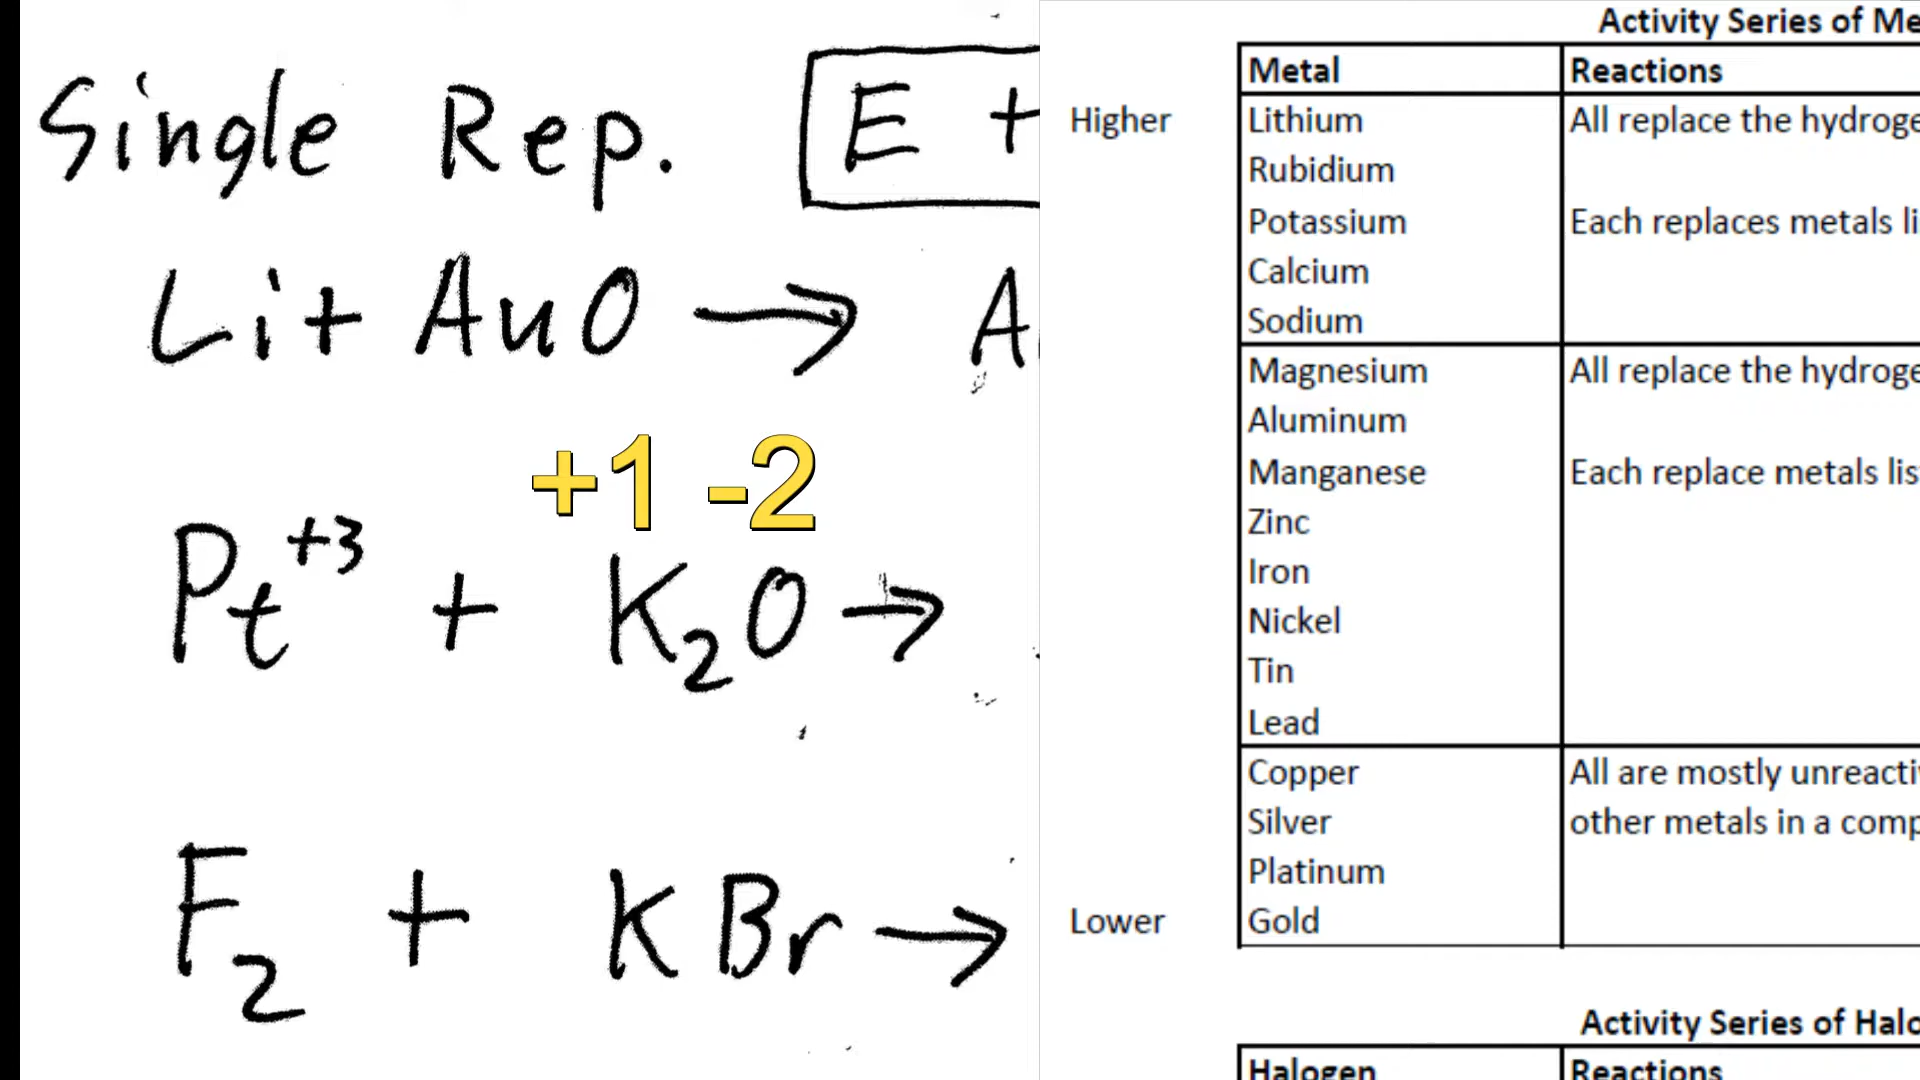 Single Rep. E +
Li + AuO → A
+1 -2
Pt+3 + K2O →
F2 + KBr →
Activity Series of Me
Metal Reactions
Higher Lithium All replace the hydroge
Rubidium
Potassium Each replaces metals li
Calcium
Sodium
Magnesium All replace the hydroge
Aluminum
Manganese Each replace metals lis
Zinc
Iron
Nickel
Tin
Lead
Copper All are mostly unreacti
Silver other metals in a comp
Platinum
Lower Gold
Activity Series of Halo
Halogen Reactions